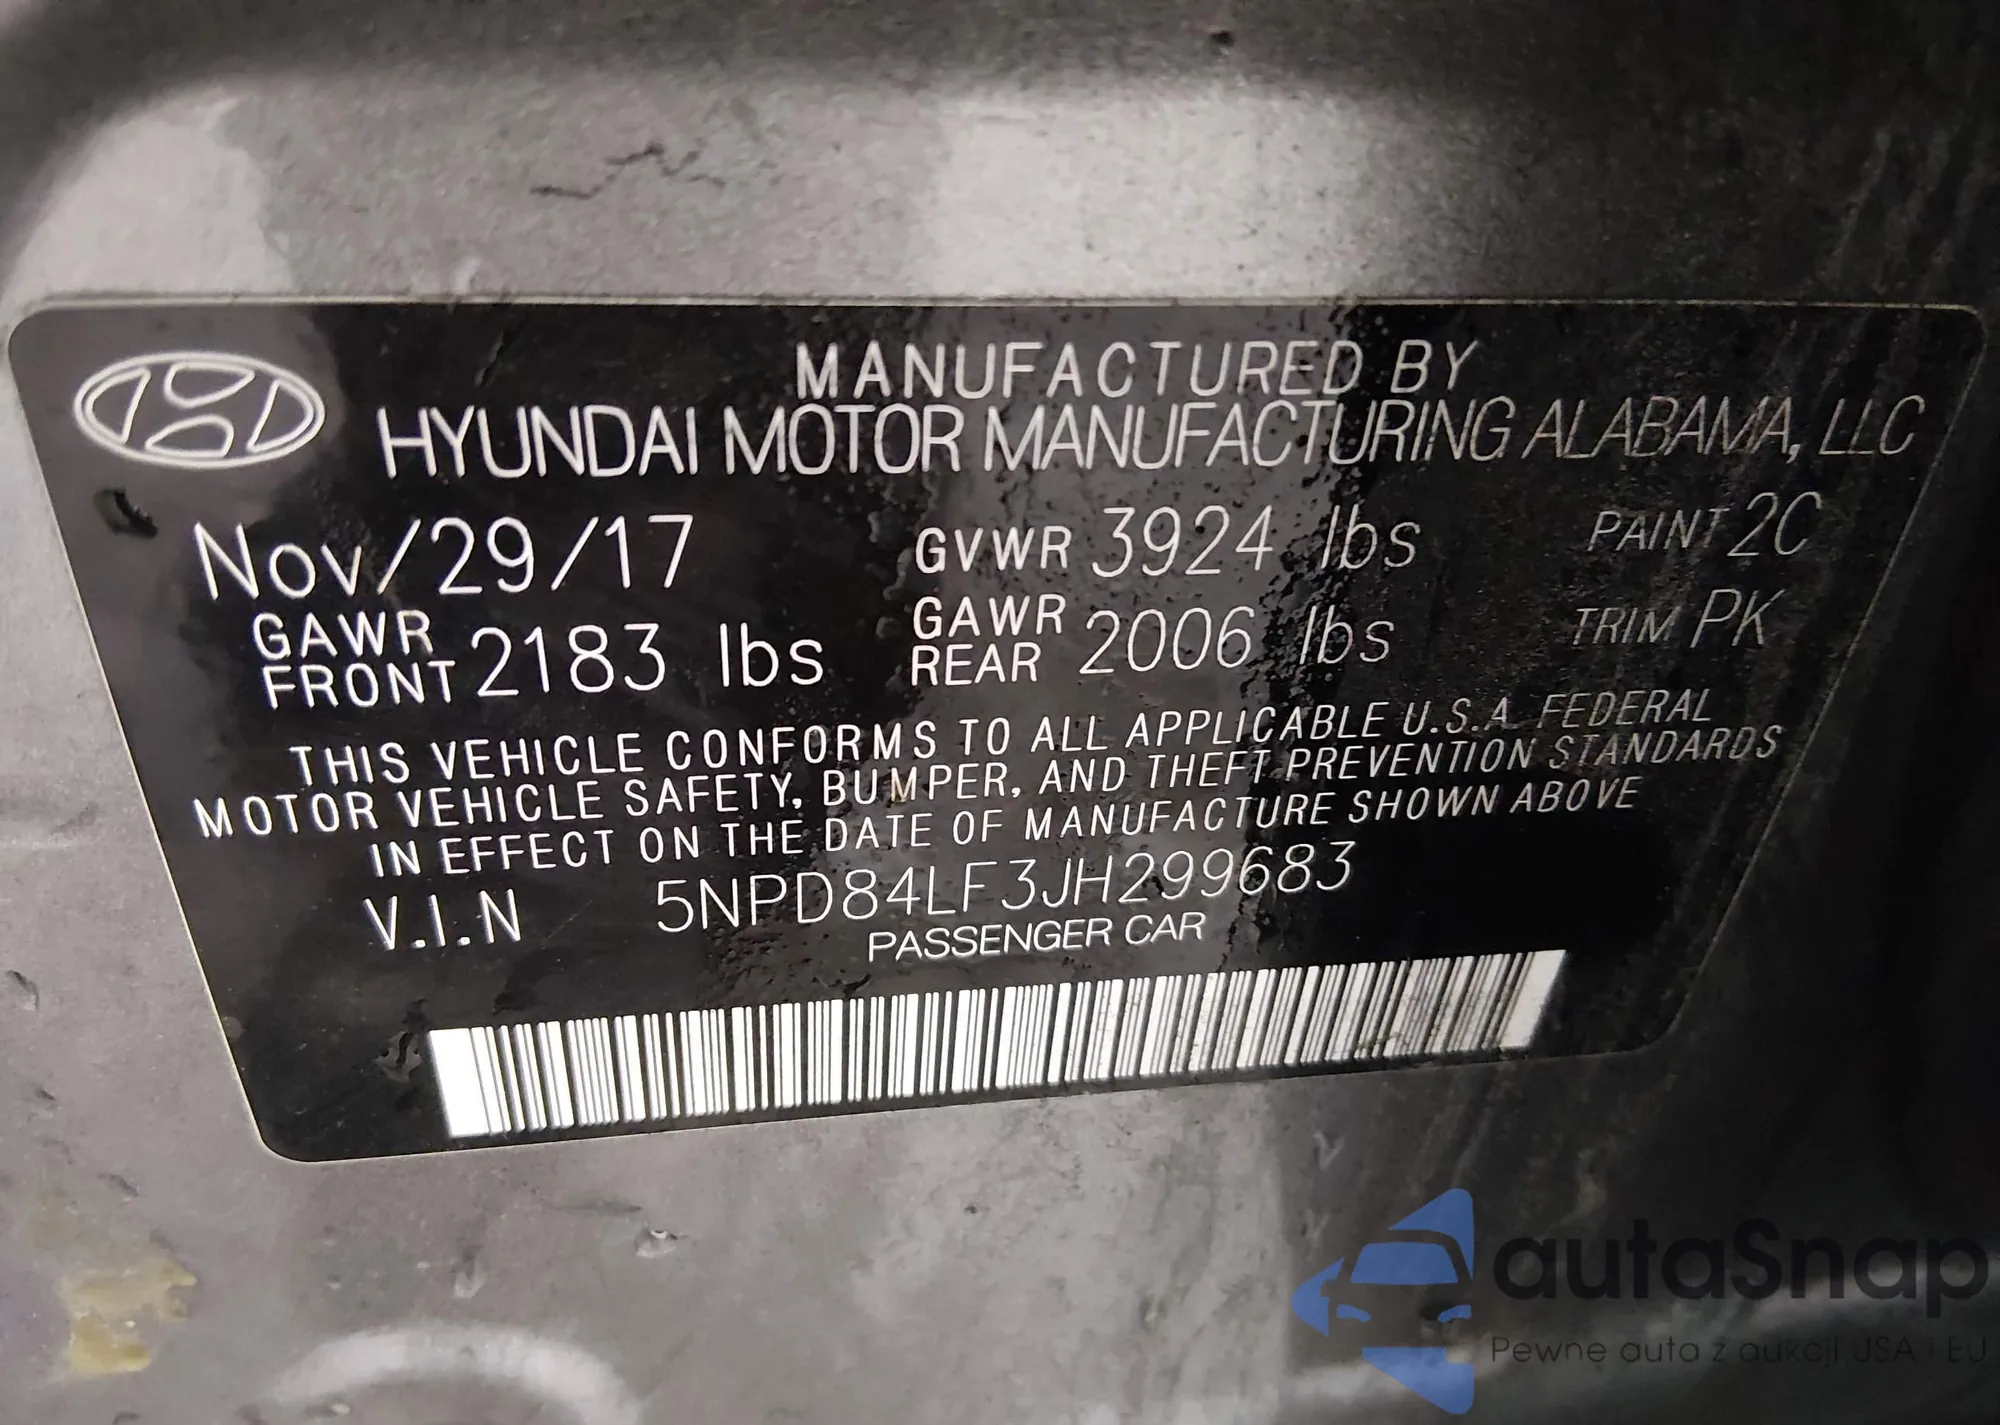 MANUFACTURED BY
HYUNDAI MOTOR MANUFACTURING ALABAMA, LLC
Nov/29/17 GVWR 3924 lbs PAINT 2C
GAWR FRONT 2183 lbs GAWR REAR 2006 lbs TRIM PK
THIS VEHICLE CONFORMS TO ALL APPLICABLE U.S.A. FEDERAL
MOTOR VEHICLE SAFETY, BUMPER, AND THEFT PREVENTION STANDARDS
IN EFFECT ON THE DATE OF MANUFACTURE SHOWN ABOVE
V.I.N 5NPD84LF3JH299683
PASSENGER CAR
autaSnap
Pewne auta z aukcji USA i EU